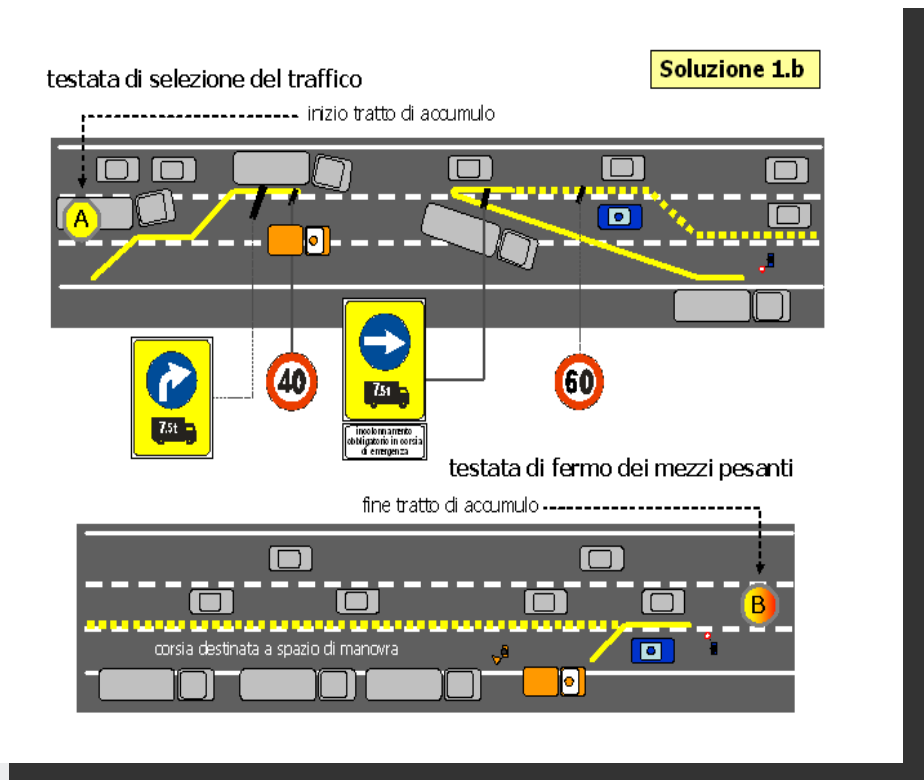 Soluzione 1.b
testata di selezione del traffico
inizio tratto di accumulo
A
7.5t
40
7.5t
incolonnamento
obbligatorio in corsia
di emergenza
60
testata di fermo dei mezzi pesanti
fine tratto di accumulo
B
corsia destinata a spazio di manovra